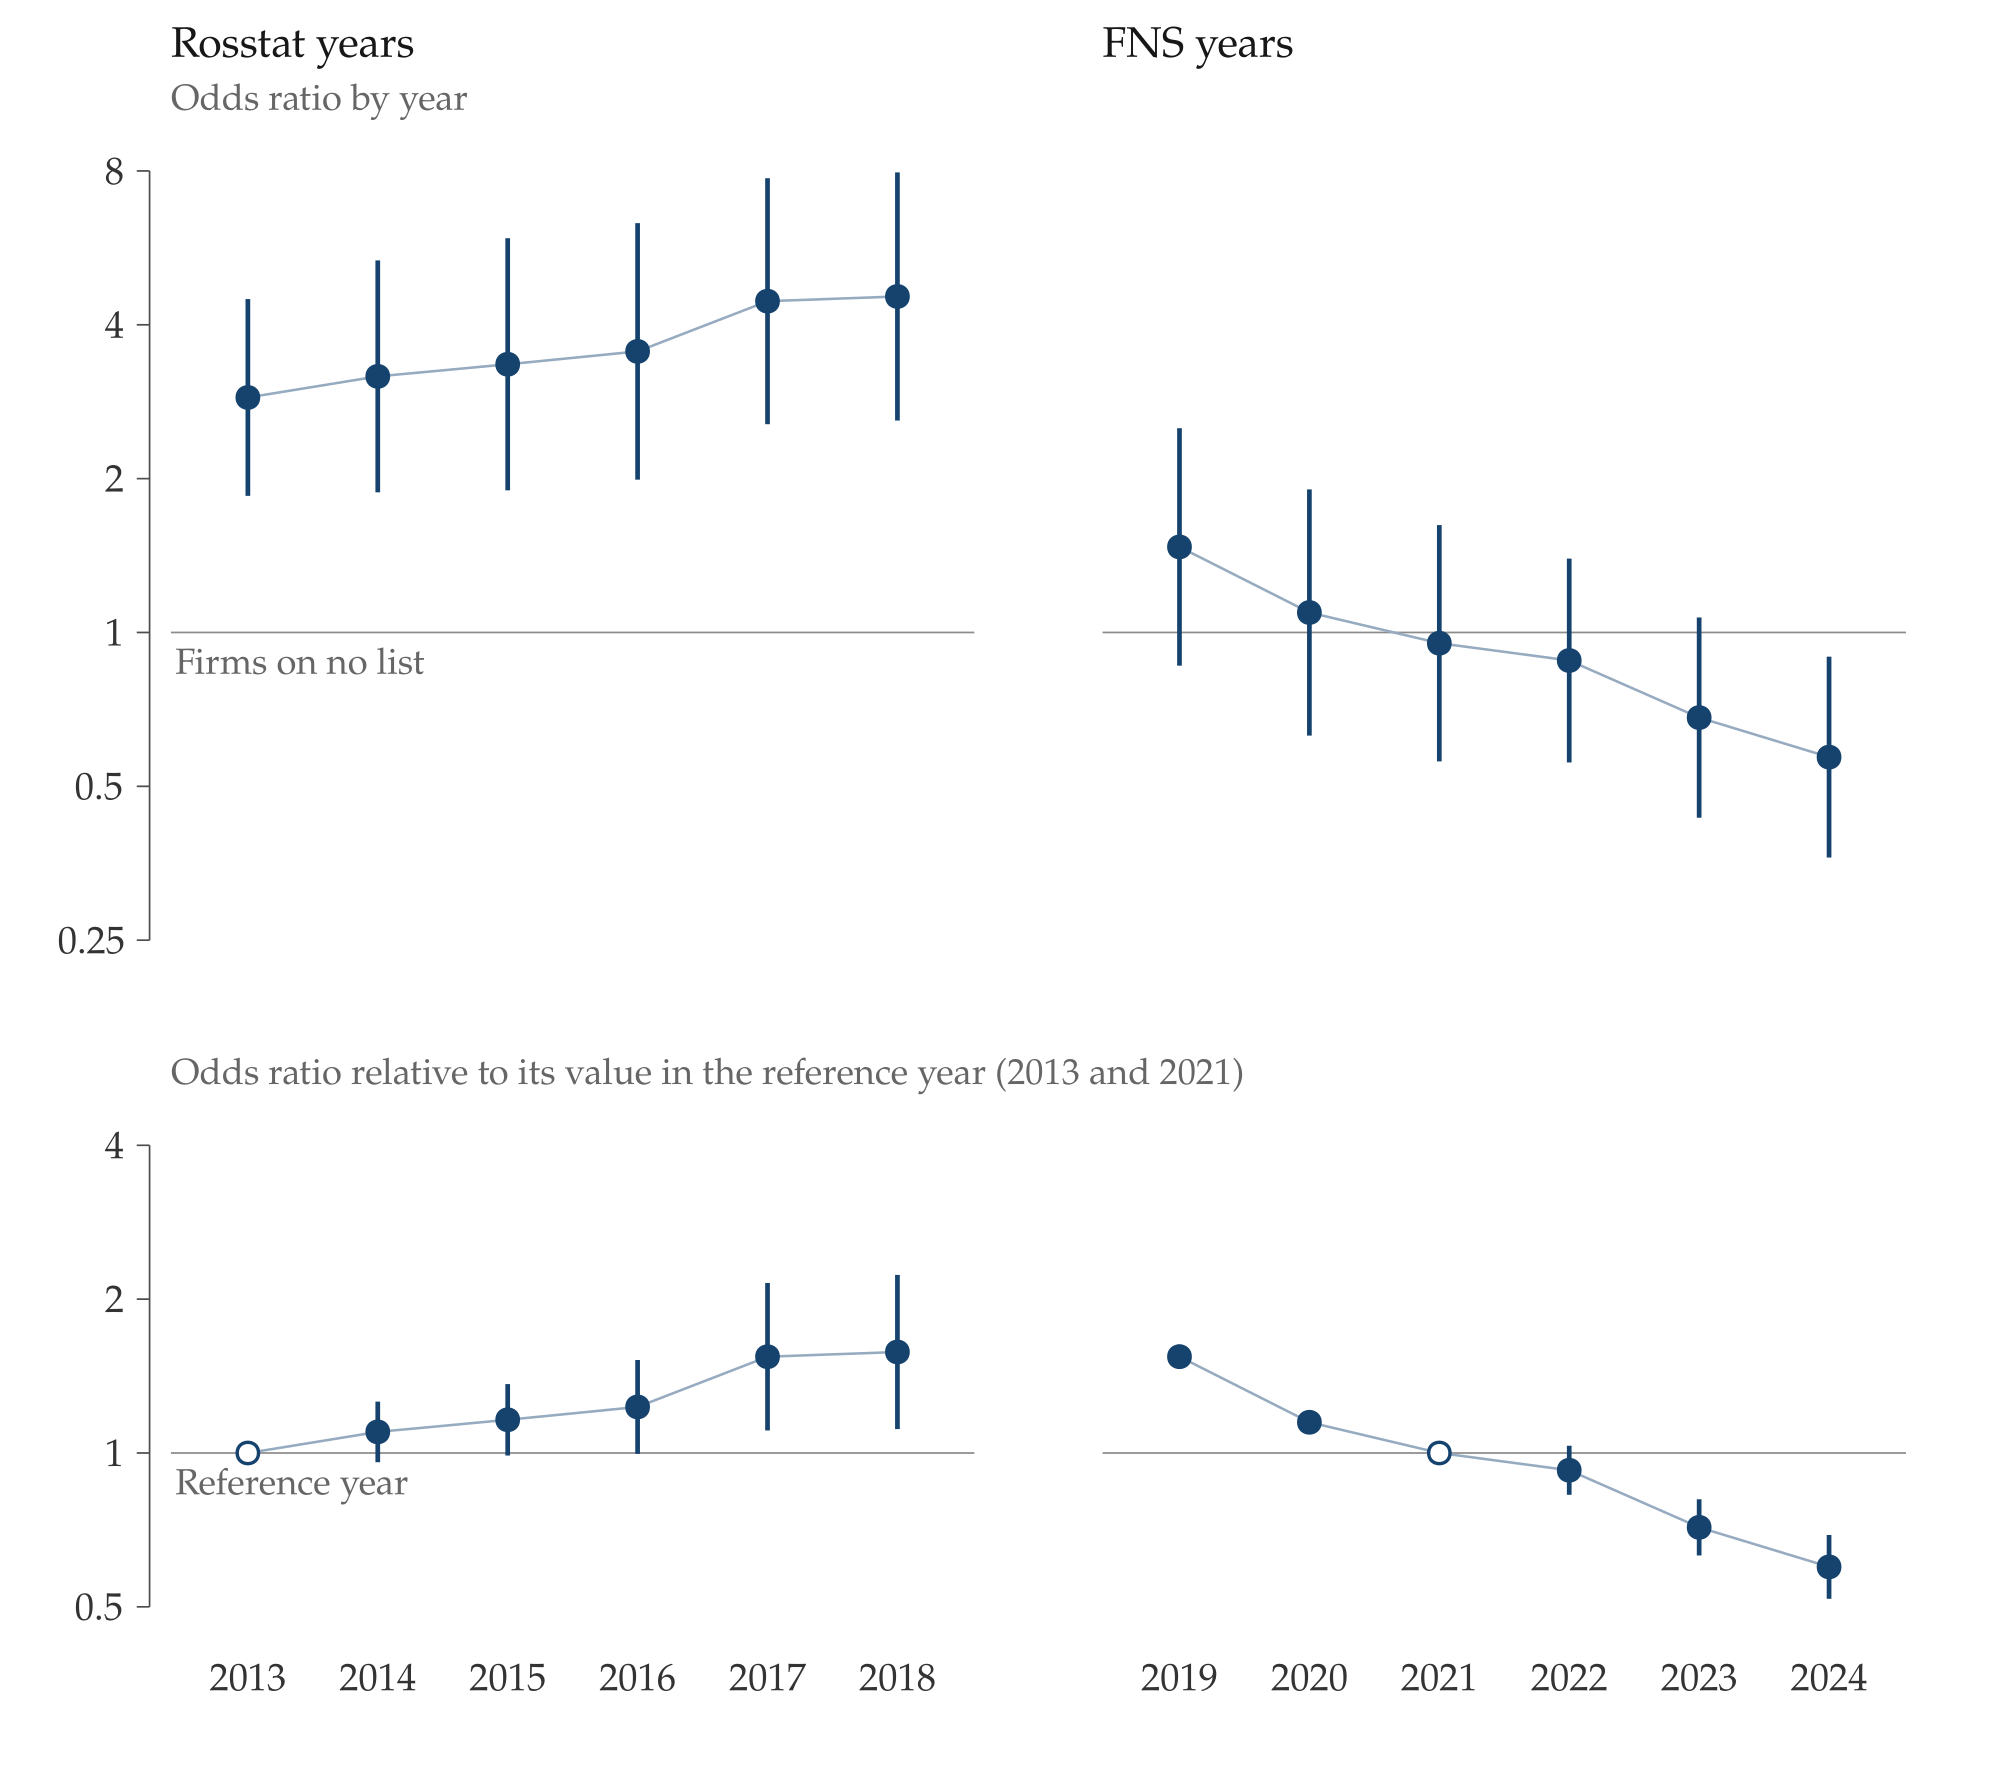 Rosstat years
FNS years
Odds ratio by year
8
4
2
1
Firms on no list
0.5
0.25
Odds ratio relative to its value in the reference year (2013 and 2021)
4
2
1
Reference year
0.5
2013 2014 2015 2016 2017 2018 2019 2020 2021 2022 2023 2024